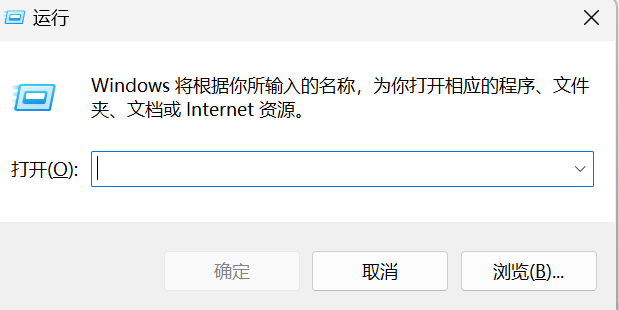 运行
Windows 将根据你所输入的名称，为你打开相应的程序、文件
夹、文档或 Internet 资源。
打开(O):
确定 取消 浏览(B)...